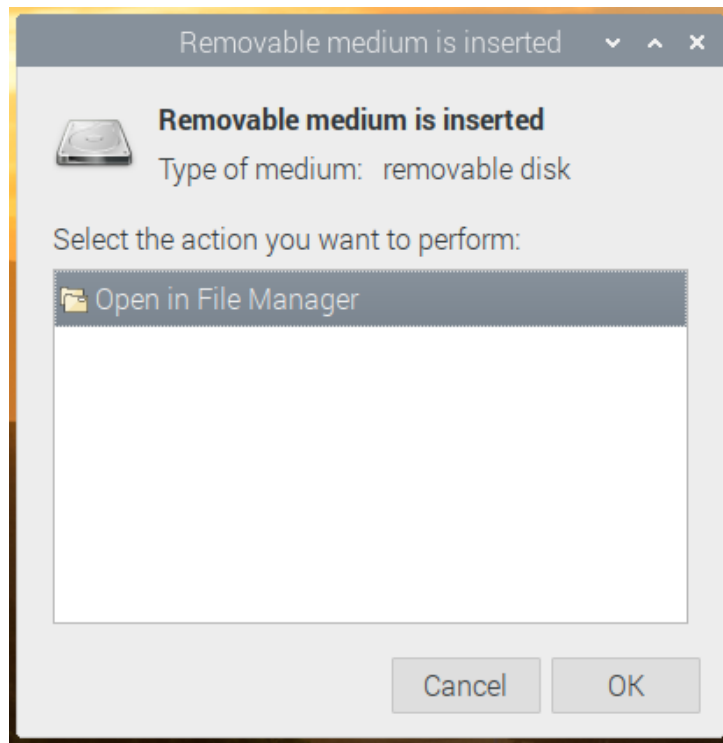 Removable medium is inserted
Removable medium is inserted
Type of medium: removable disk
Select the action you want to perform:
Open in File Manager
Cancel OK